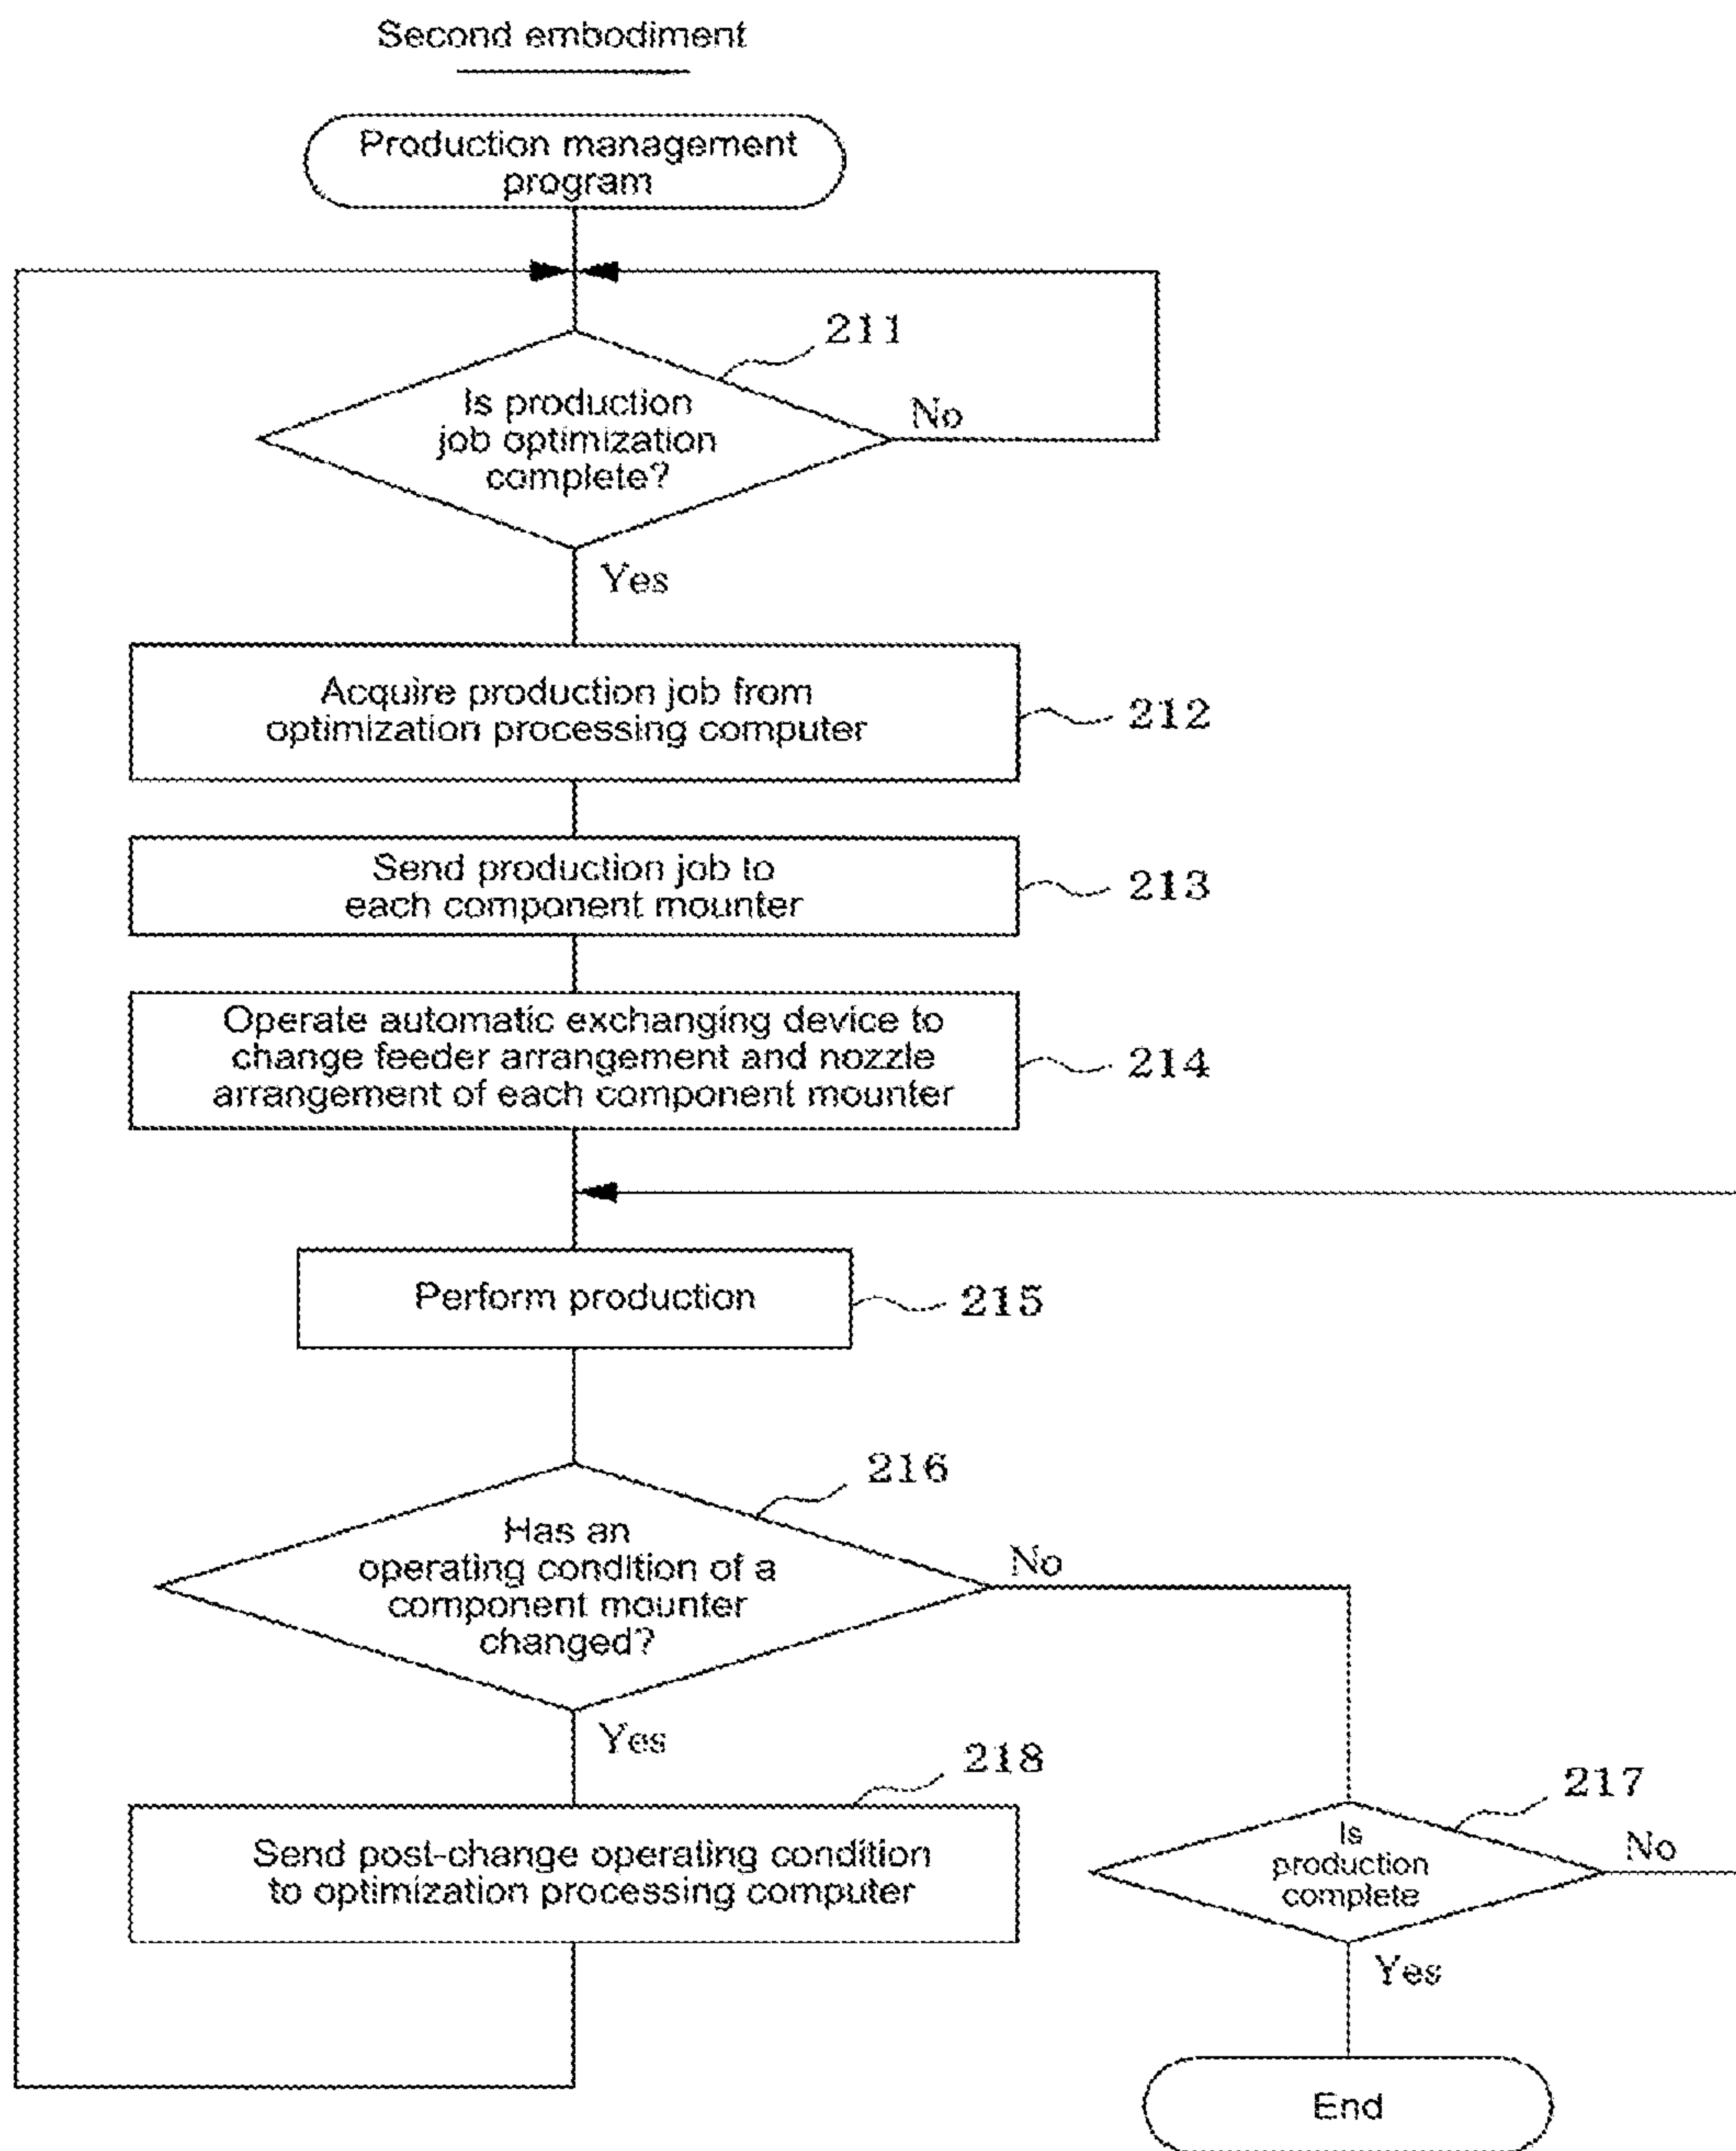 Second embodiment
Production management
program
211
Is production
job optimization
complete?
No
Yes
Acquire production job from
optimization processing computer
212
Send production job to
each component mounter
213
Operate automatic exchanging device to
change feeder arrangement and nozzle
arrangement of each component mounter
214
Perform production
215
216
Has an
operating condition of a
component mounter
changed?
No
Yes
218
Send post-change operating condition
to optimization processing computer
217
Is
production
complete
No
Yes
End